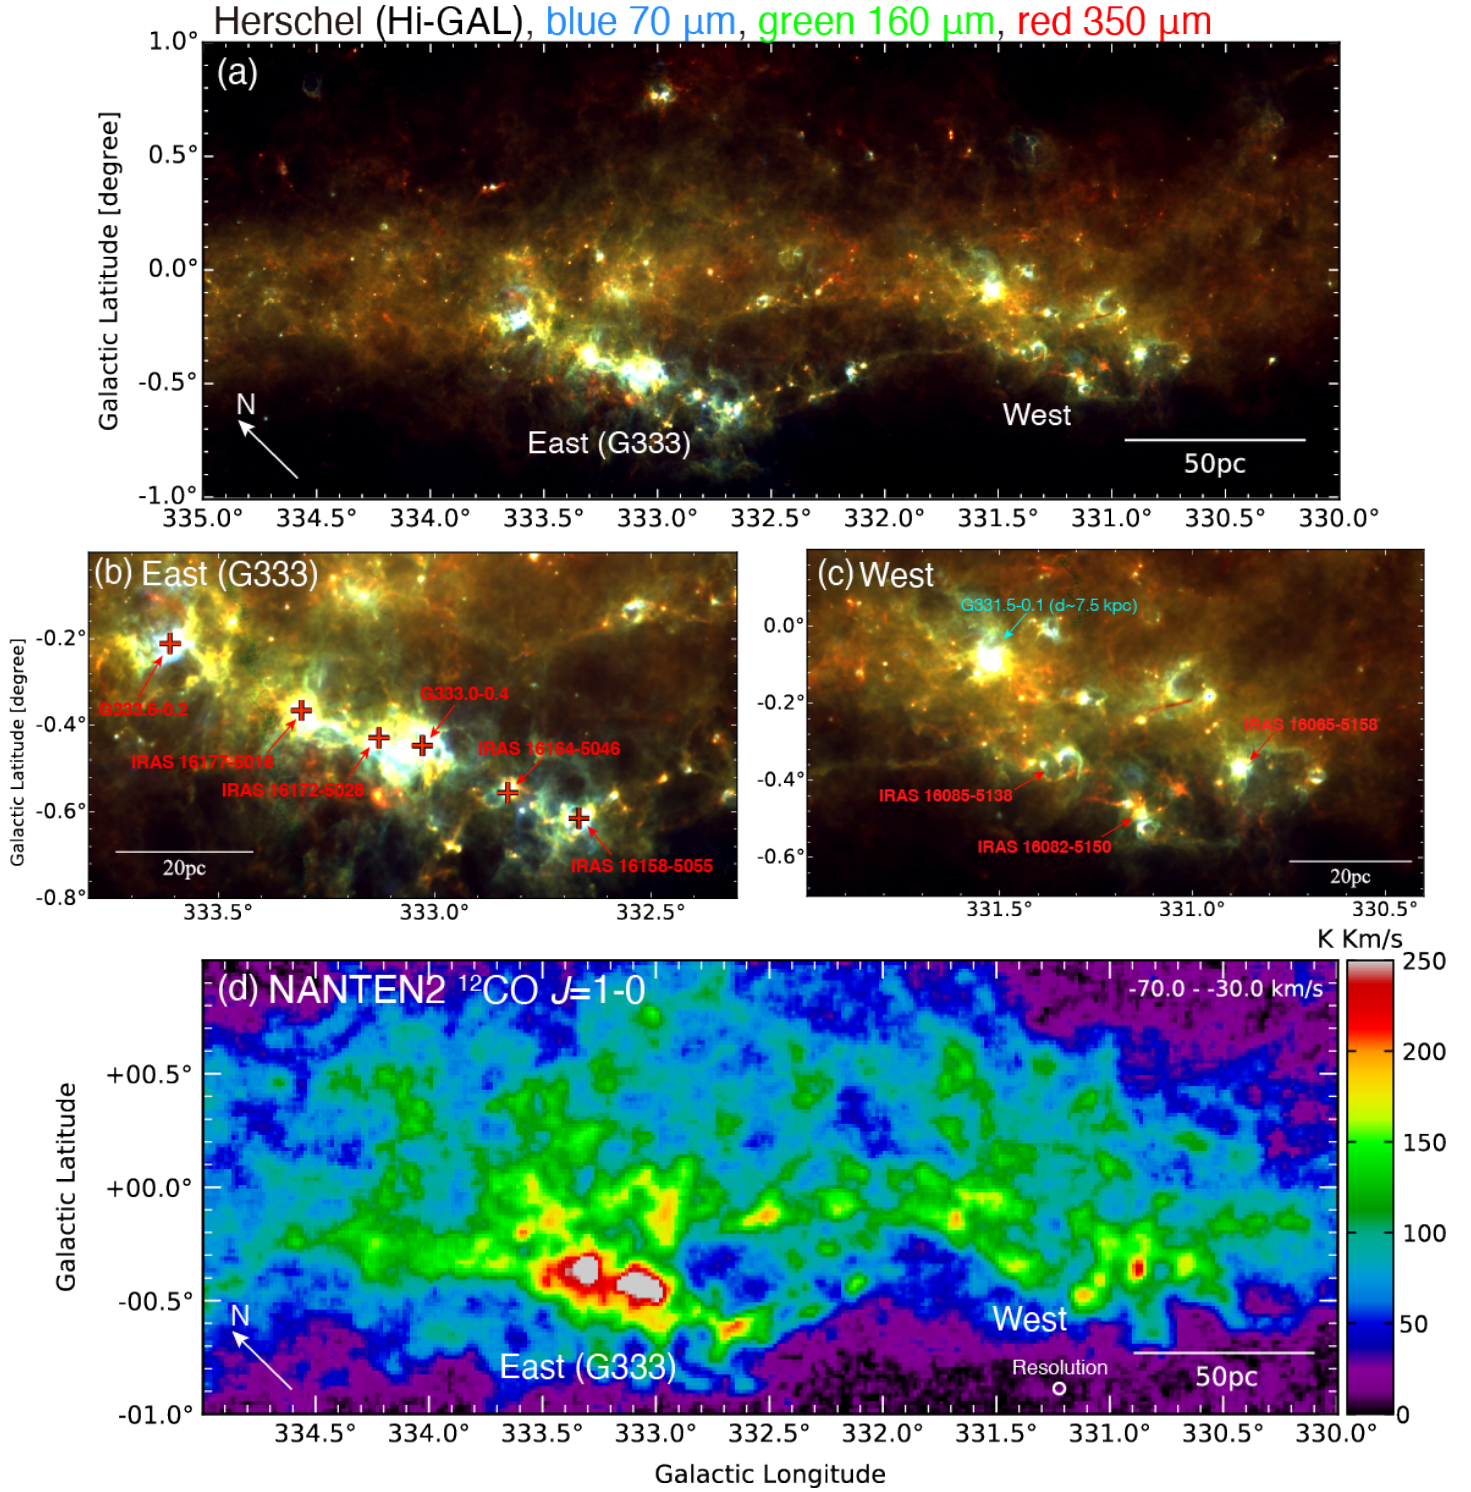 Herschel (Hi-GAL), blue 70 μm, green 160 μm, red 350 μm
(a)
1.0°
0.5°
0.0°
-0.5°
-1.0°
Galactic Latitude [degree]
N
East (G333)
West
50pc
335.0° 334.5° 334.0° 333.5° 333.0° 332.5° 332.0° 331.5° 331.0° 330.5° 330.0°
(b) East (G333)
-0.2°
-0.4°
-0.6°
-0.8°
Galactic Latitude [degree]
G333.6-0.2
G333.0-0.4
IRAS 16177-5018
IRAS 16164-5046
IRAS 16172-5028
IRAS 16158-5055
20pc
333.5° 333.0° 332.5°
(c) West
G331.5-0.1 (d~7.5 kpc)
0.0°
-0.2°
-0.4°
-0.6°
IRAS 16065-5158
IRAS 16085-5138
IRAS 16082-5150
20pc
331.5° 331.0° 330.5°
K Km/s
(d) NANTEN2 ¹²CO J=1-0
-70.0 - -30.0 km/s
250
200
150
100
50
0
+00.5°
+00.0°
-00.5°
-01.0°
Galactic Latitude
N
East (G333)
West
Resolution
50pc
334.5° 334.0° 333.5° 333.0° 332.5° 332.0° 331.5° 331.0° 330.5° 330.0°
Galactic Longitude